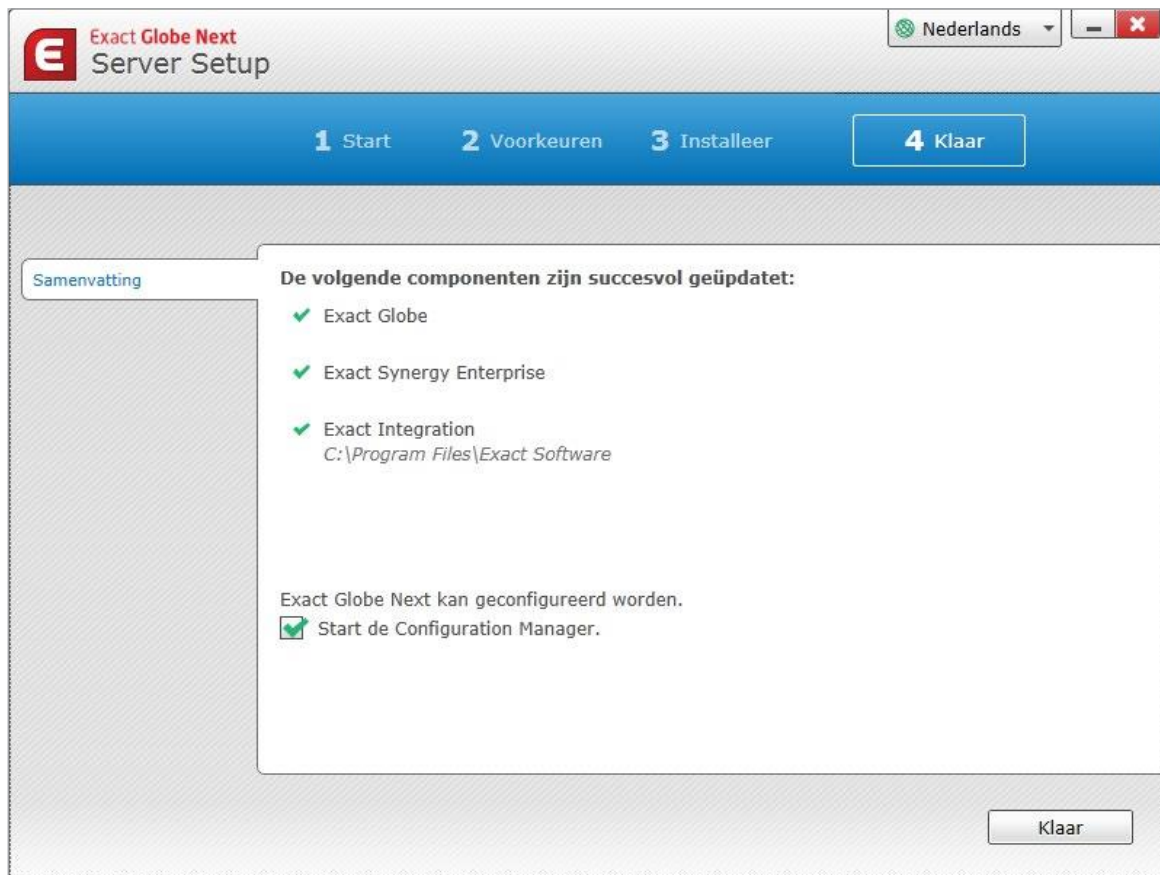 Exact Globe Next
Server Setup
Nederlands
1 Start
2 Voorkeuren
3 Installeer
4 Klaar
Samenvatting
De volgende componenten zijn succesvol geüpdatet:
Exact Globe
Exact Synergy Enterprise
Exact Integration
C:\Program Files\Exact Software
Exact Globe Next kan geconfigureerd worden.
Start de Configuration Manager.
Klaar